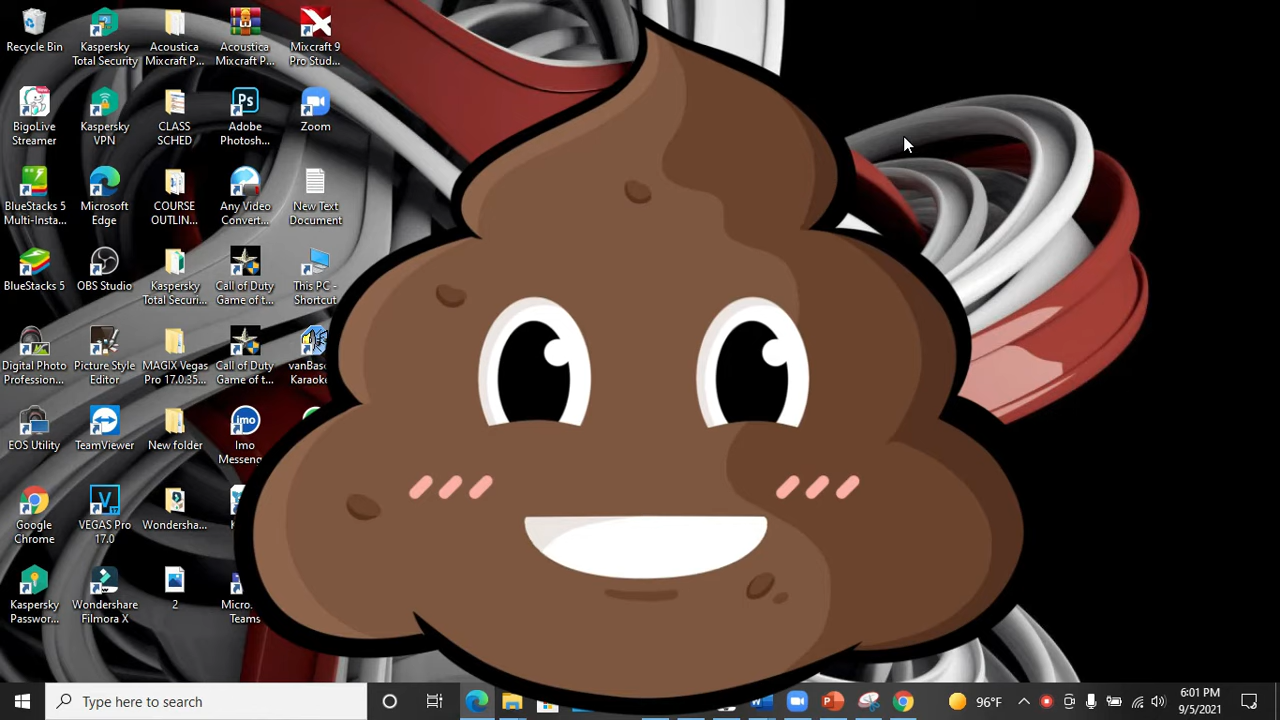 Recycle Bin
Kaspersky
Total Security
Acoustica
Mixcraft P...
Acoustica
Mixcraft P...
Mixcraft 9
Pro Stud...
BigoLive
Streamer
Kaspersky
VPN
CLASS
SCHED
Adobe
Photosh...
Zoom
BlueStacks 5
Multi-Insta...
Microsoft
Edge
COURSE
OUTLIN...
Any Video
Convert...
New Text
Document
BlueStacks 5
OBS Studio
Kaspersky
Total Securi...
Call of Duty
Game of t...
This PC -
Shortcut
Digital Photo
Profession...
Picture Style
Editor
MAGIX Vegas
Pro 17.0.35...
Call of Duty
Game of t...
vanBas
Karaok
EOS Utility
TeamViewer
New folder
imo
Imo
Messen
Google
Chrome
VEGAS Pro
17.0
Wondersha...
Kaspersky
Passwor...
Wondershare
Filmora X
2
Micro.
Teams
Type here to search
96°F
6:01 PM
9/5/2021